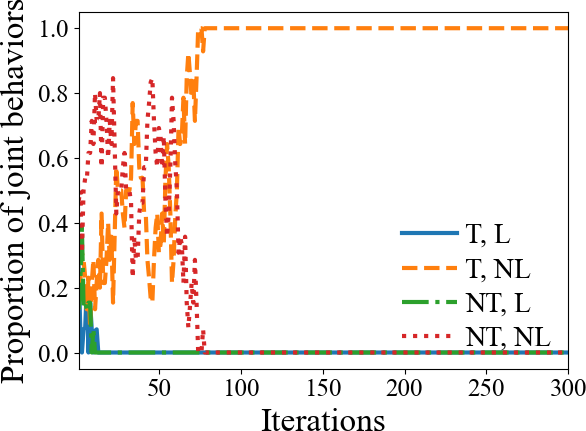 Proportion of joint behaviors
1.0
0.8
0.6
0.4
0.2
0.0
T, L
T, NL
NT, L
NT, NL
50
100
150
200
250
300
Iterations